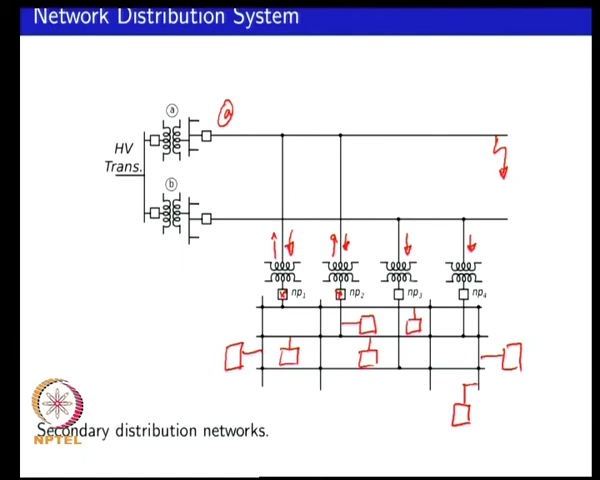 Network Distribution System
a
a
HV
Trans.
b
np1
np2
np3
np4
Secondary distribution networks.
NPTEL